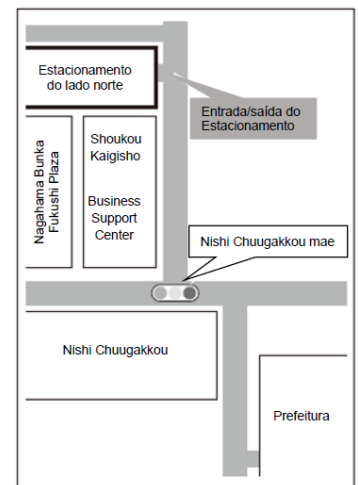 Estacionamento
do lado norte
Entrada/saída do
Estacionamento
Nagahama Bunka
Fukushi Plaza
Shoukou
Kaigisho
Business
Support
Center
Nishi Chuugakkou mae
Nishi Chuugakkou
Prefeitura